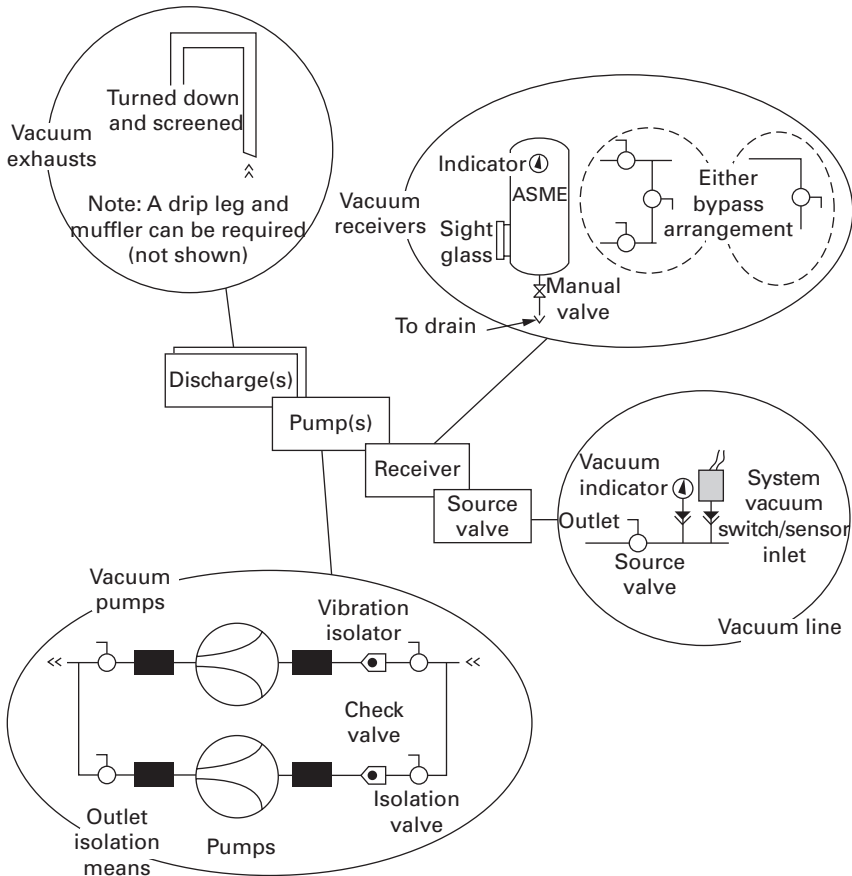 Vacuum
exhausts
Turned down
and screened
Note: A drip leg and
muffler can be required
(not shown)
Vacuum
receivers
Indicator
ASME
Sight
glass
Manual
valve
To drain
Either
bypass
arrangement
Discharge(s)
Pump(s)
Receiver
Source
valve
Vacuum
indicator
System
vacuum
switch/sensor
inlet
Outlet
Source
valve
Vacuum line
Vacuum
pumps
Vibration
isolator
Check
valve
Isolation
valve
Outlet
isolation
means
Pumps